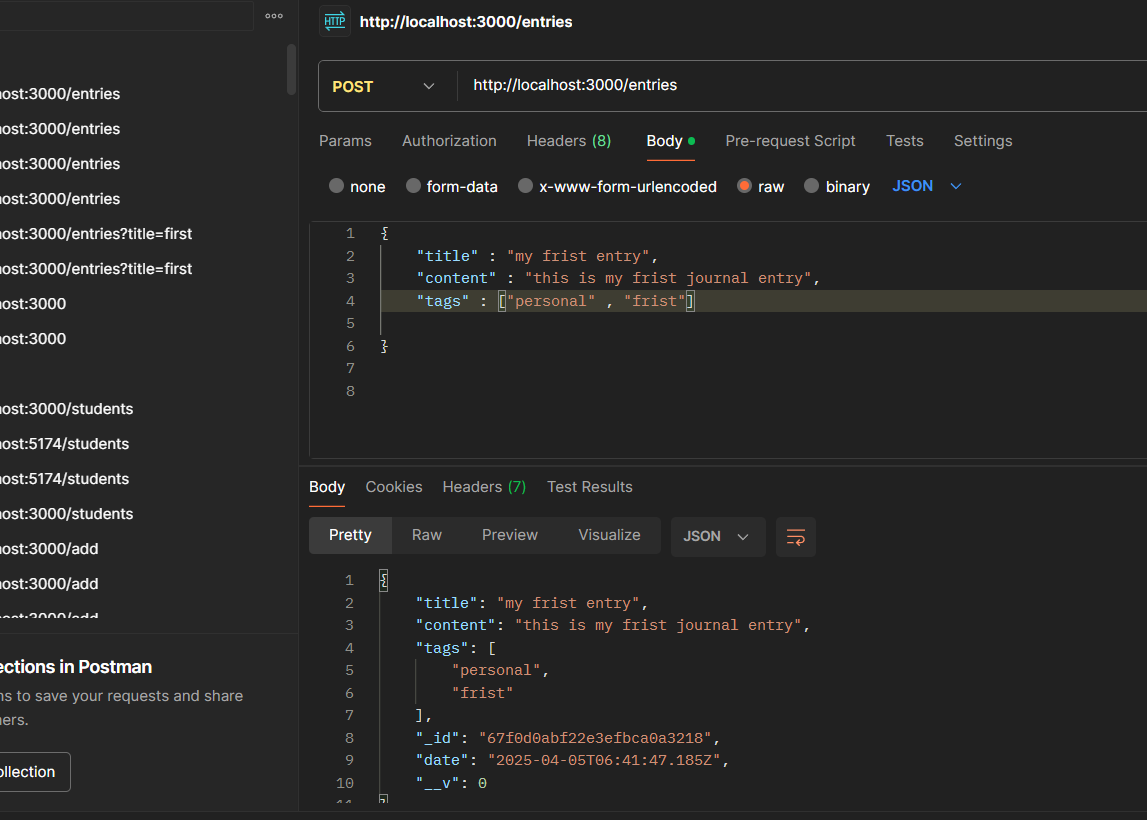 HTTP http://localhost:3000/entries
POST http://localhost:3000/entries
Params Authorization Headers (8) Body Pre-request Script Tests Settings
none form-data x-www-form-urlencoded raw binary JSON
1 {
2 "title" : "my frist entry",
3 "content" : "this is my frist journal entry",
4 "tags" : ["personal" , "frist"]
5
6 }
7
8
ost:3000/entries
ost:3000/entries
ost:3000/entries
ost:3000/entries
ost:3000/entries?title=first
ost:3000/entries?title=first
ost:3000
ost:3000
ost:3000/students
ost:5174/students
ost:5174/students
ost:3000/students
ost:3000/add
ost:3000/add
ost:3000/add
ections in Postman
ns to save your requests and share
ners.
ollection
Body Cookies Headers (7) Test Results
Pretty Raw Preview Visualize JSON
1 {
2 "title": "my frist entry",
3 "content": "this is my frist journal entry",
4 "tags": [
5 "personal",
6 "frist"
7 ],
8 "_id": "67f0d0abf22e3efbca0a3218",
9 "date": "2025-04-05T06:41:47.185Z",
10 "__v": 0
11 }